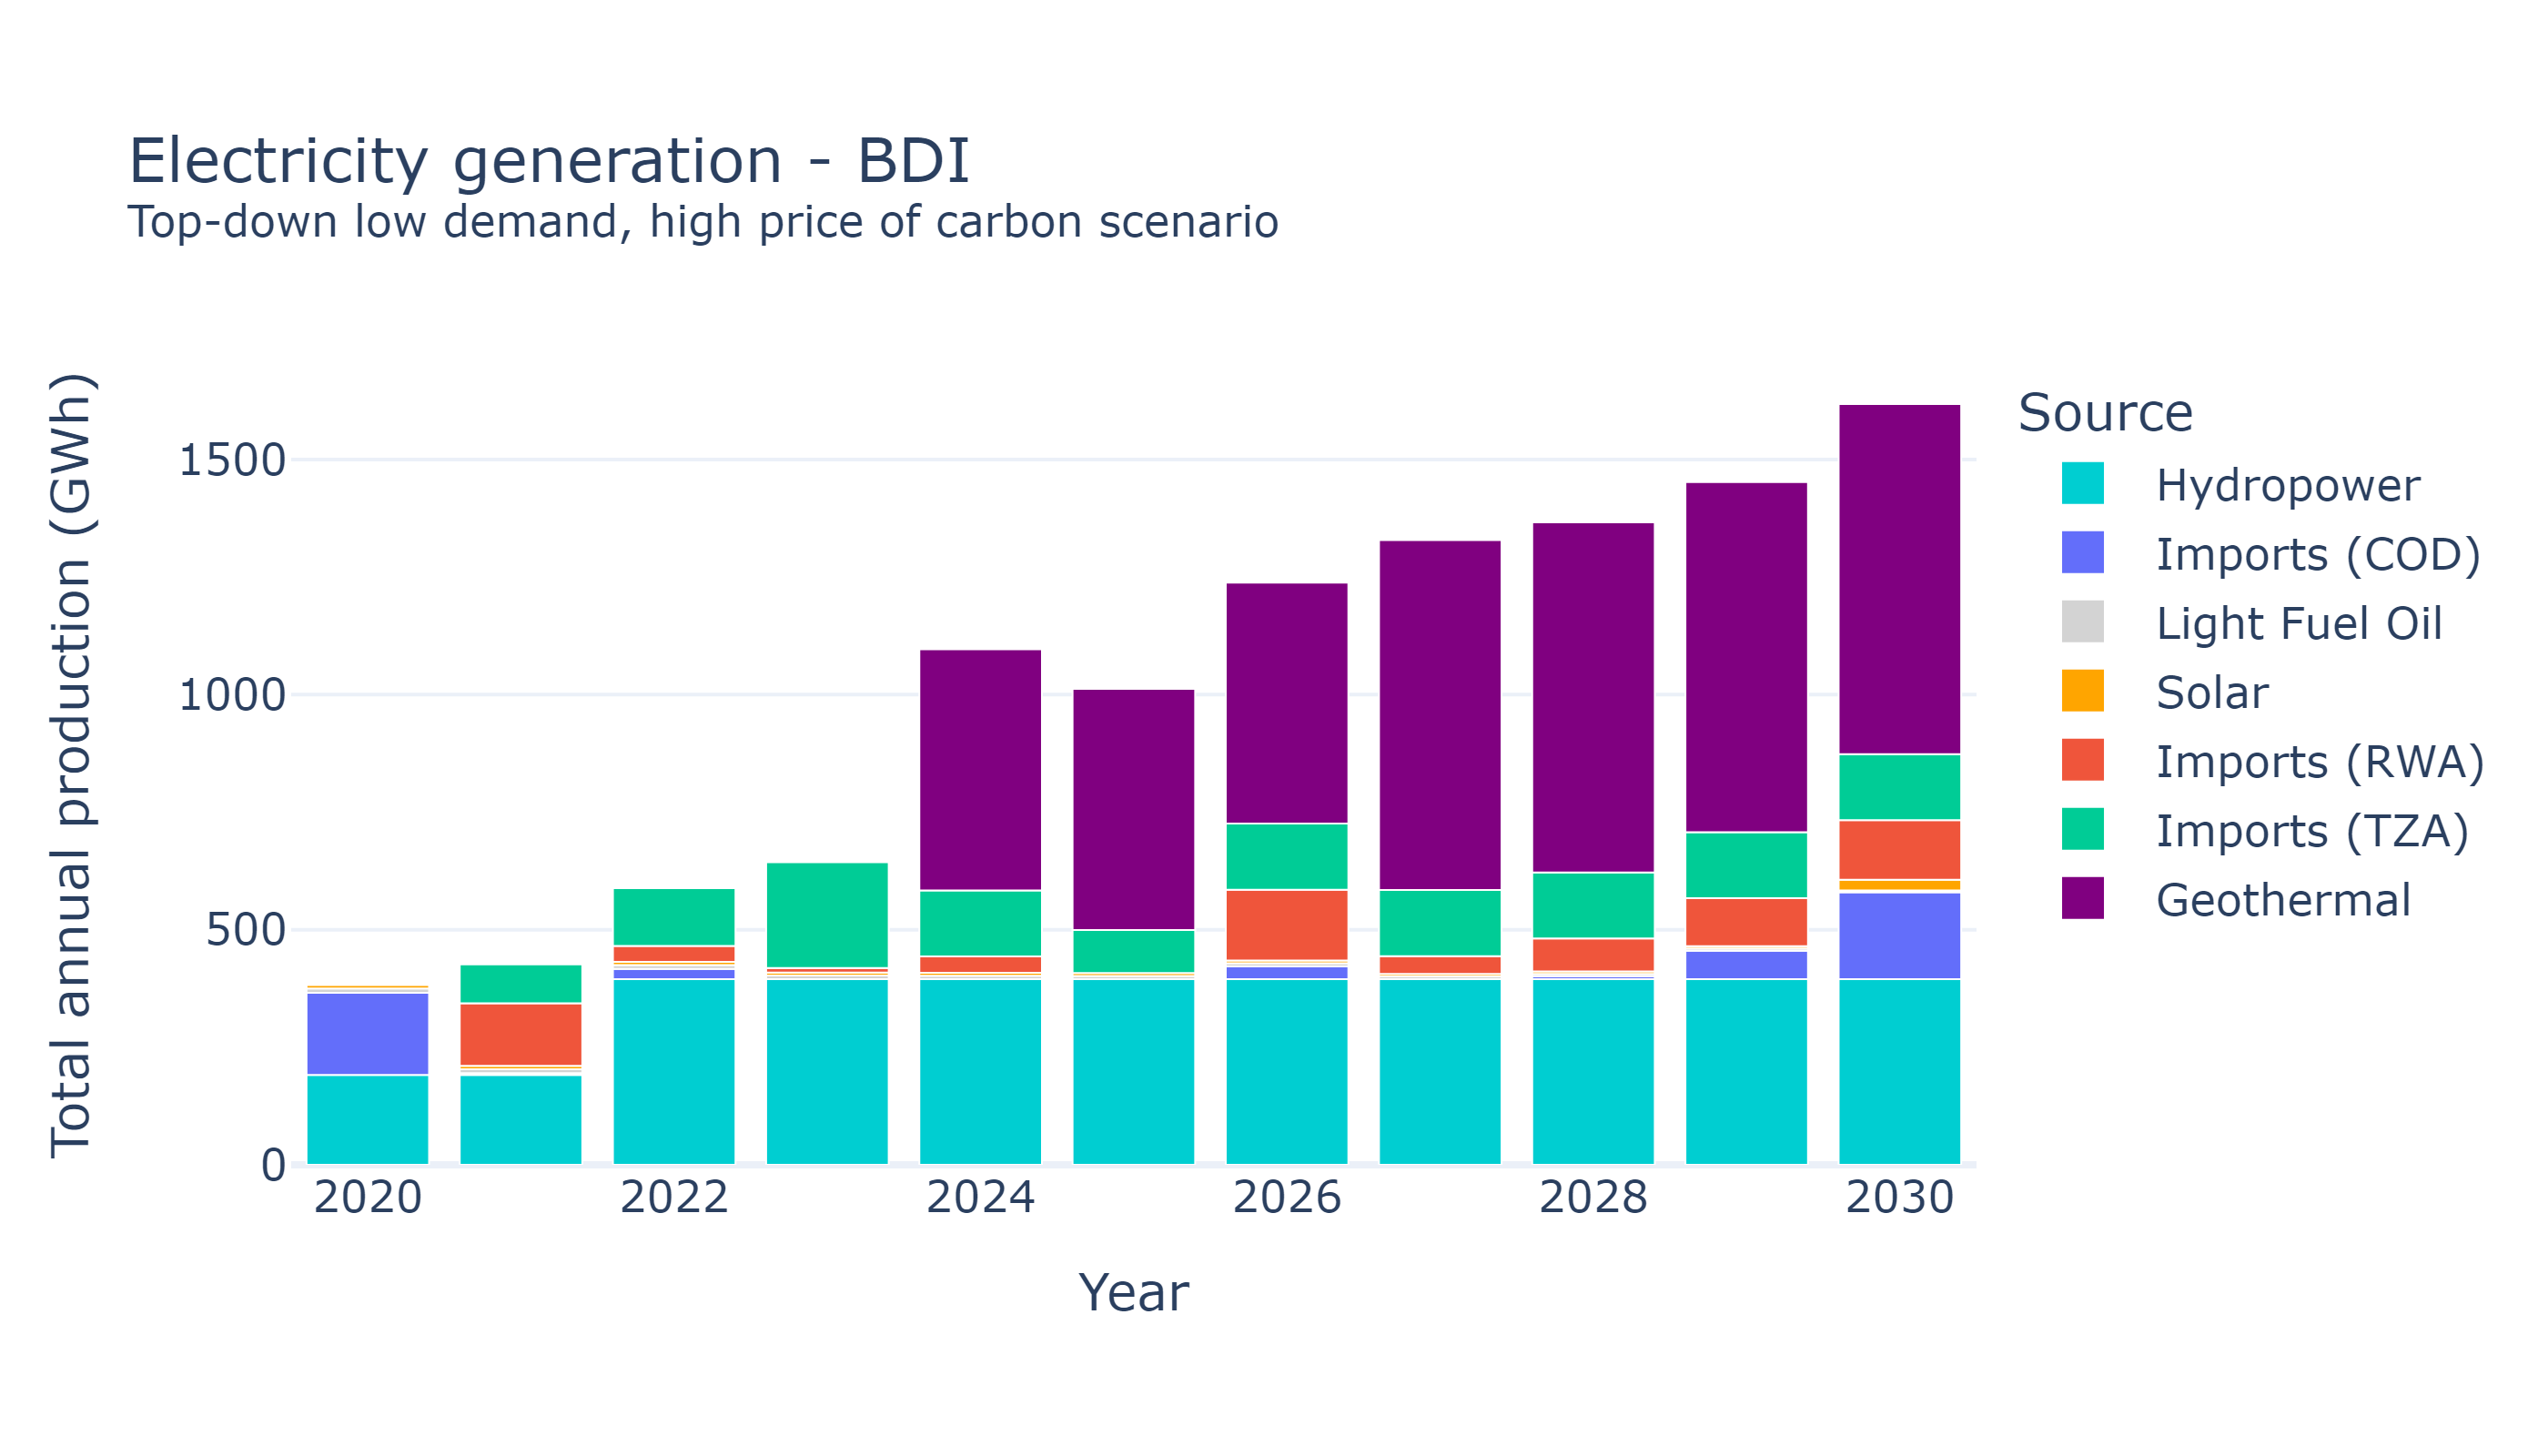 Electricity generation - BDI
Top-down low demand, high price of carbon scenario
Total annual production (GWh)
1500
1000
500
0
2020
2022
2024
2026
2028
2030
Year
Source
Hydropower
Imports (COD)
Light Fuel Oil
Solar
Imports (RWA)
Imports (TZA)
Geothermal